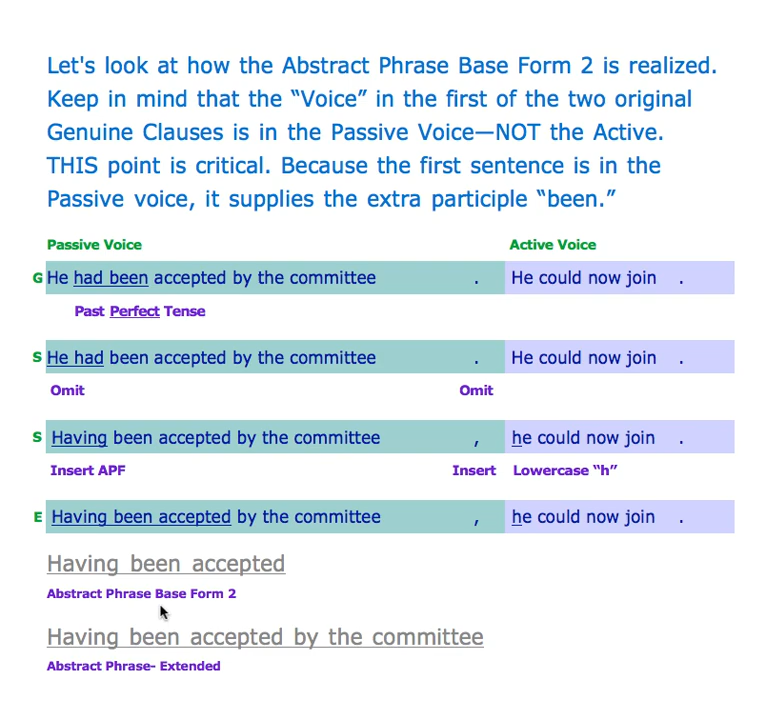 Let's look at how the Abstract Phrase Base Form 2 is realized.
Keep in mind that the “Voice” in the first of the two original
Genuine Clauses is in the Passive Voice—NOT the Active.
THIS point is critical. Because the first sentence is in the
Passive voice, it supplies the extra participle “been.”
Passive Voice Active Voice
G He had been accepted by the committee . He could now join .
Past Perfect Tense
S He had been accepted by the committee . He could now join .
Omit Omit
S Having been accepted by the committee , he could now join .
Insert APF Insert Lowercase “h”
E Having been accepted by the committee , he could now join .
Having been accepted
Abstract Phrase Base Form 2
Having been accepted by the committee
Abstract Phrase- Extended